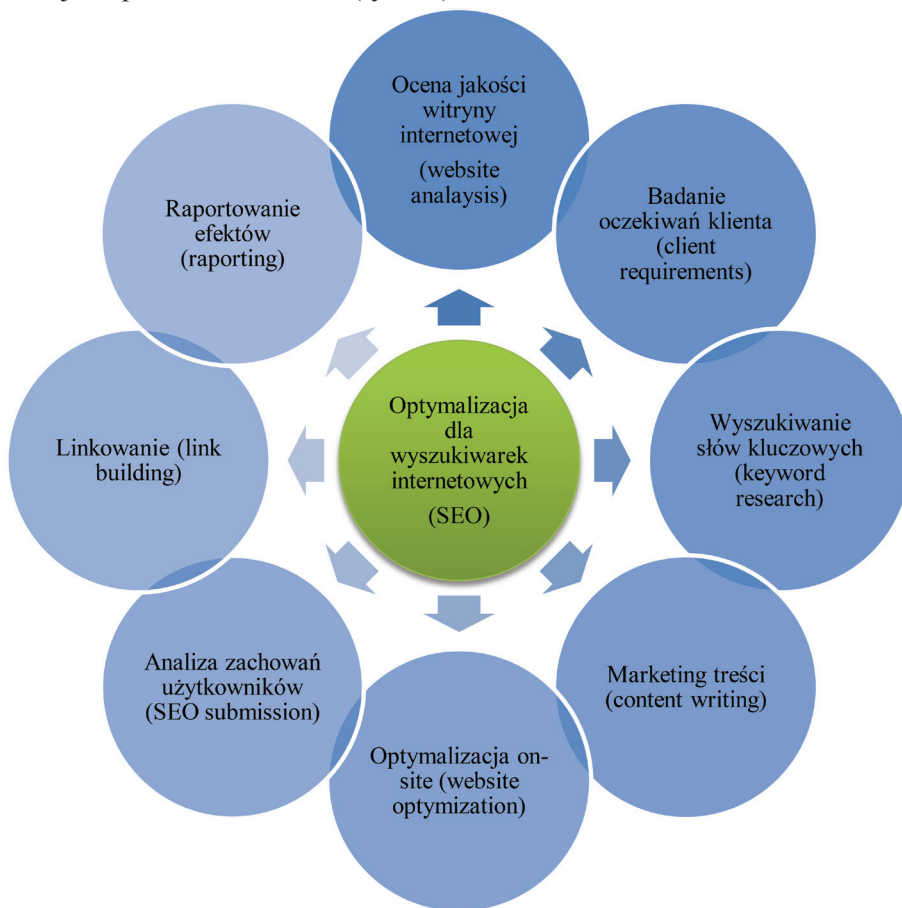 Ocena jakości
witryny
internetowej
(website
analaysis)
Badanie
oczekiwań klienta
(client
requirements)
Wyszukiwanie
słów kluczowych
(keyword
research)
Marketing treści
(content writing)
Optymalizacja on-
site (website
optymization)
Analiza zachowań
użytkowników
(SEO submission)
Linkowanie (link
building)
Raportowanie
efektów
(raporting)
Optymalizacja
dla
wyszukiwarek
internetowych
(SEO)